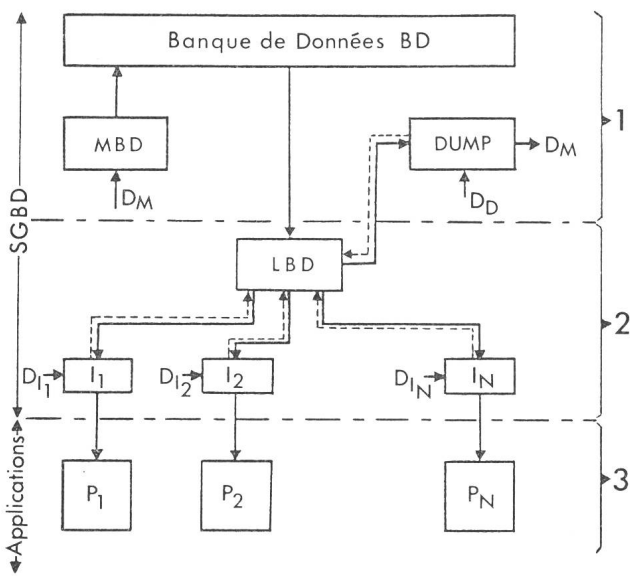 Banque de Données BD
1
MBD
DUMP
D_M
D_M
D_D
SGBD
LBD
2
D_I1
I_1
D_I2
I_2
D_IN
I_N
Applications
P_1
P_2
P_N
3